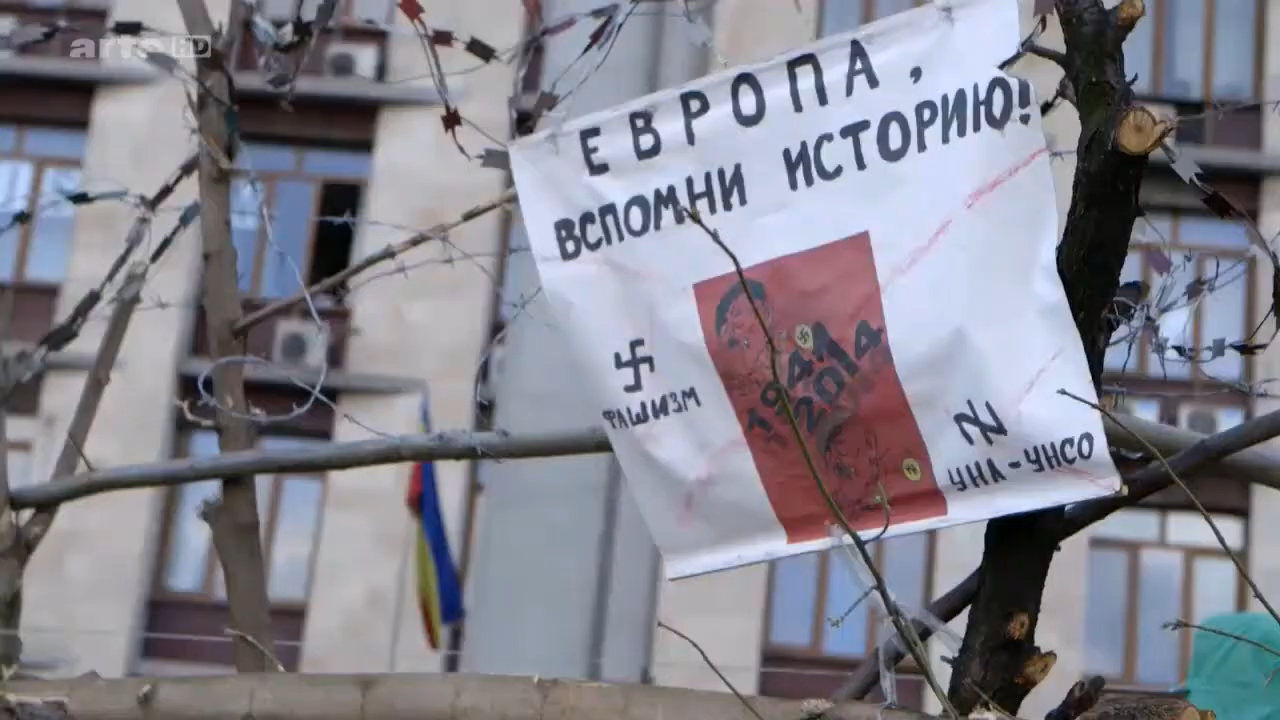 arte HD
ЕВРОПА,
ВСПОМНИ ИСТОРИЮ!
1941
2014
ФАШИЗМ
УНА-УНСО